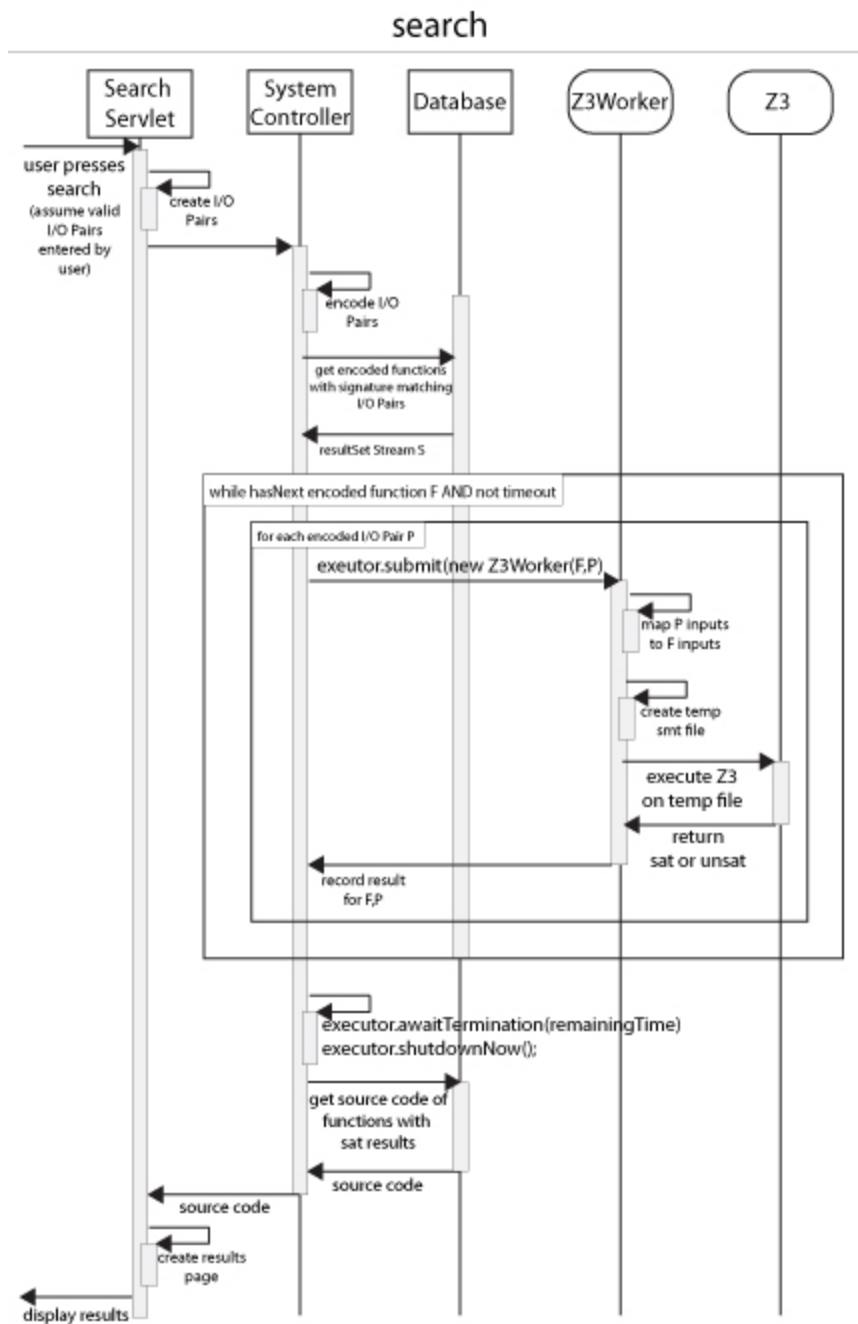 search
Search
Servlet
System
Controller
Database
Z3Worker
Z3
user presses
search
(assume valid
I/O Pairs
entered by
user)
create I/O
Pairs
encode I/O
Pairs
get encoded functions
with signature matching
I/O Pairs
resultSet Stream S
while hasNext encoded function F AND not timeout
for each encoded I/O Pair P
exeutor.submit(new Z3Worker(F,P)
map P inputs
to F inputs
create temp
smt file
execute Z3
on temp file
return
sat or unsat
record result
for F,P
executor.awaitTermination(remainingTime)
executor.shutdownNow();
get source code of
functions with
sat results
source code
source code
create results
page
display results